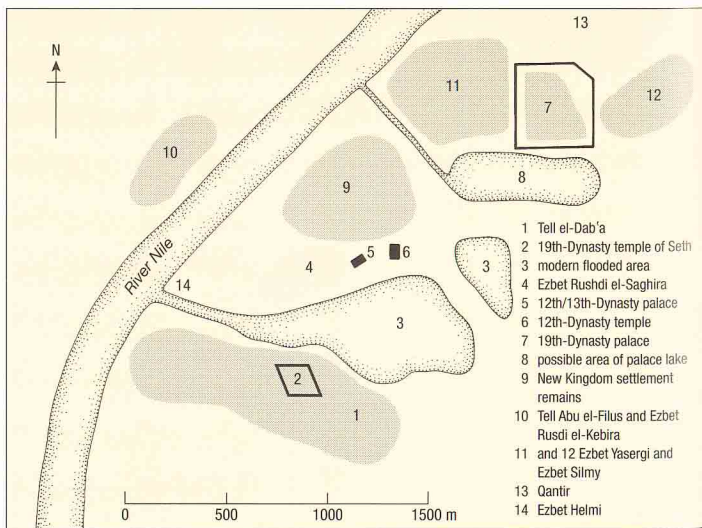 N
13
11
7
12
10
8
9
River Nile
5
6
4
3
14
3
2
1
1 Tell el-Dab'a
2 19th-Dynasty temple of Seth
3 modern flooded area
4 Ezbet Rushdi el-Saghira
5 12th/13th-Dynasty palace
6 12th-Dynasty temple
7 19th-Dynasty palace
8 possible area of palace lake
9 New Kingdom settlement
remains
10 Tell Abu el-Filus and Ezbet
Rusdi el-Kebira
11 and 12 Ezbet Yasergi and
Ezbet Silmy
13 Qantir
14 Ezbet Helmi
0 500 1000 1500 m